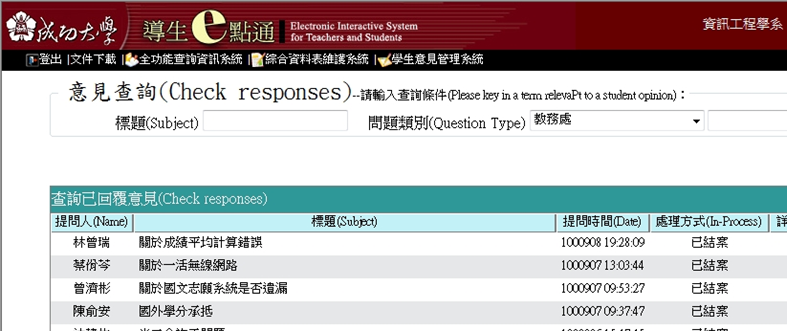 成功大學 導生e點通 Electronic Interactive System for Teachers and Students 資訊工程學系
登出 |文件下載 |全功能查詢資訊系統 |綜合資料表維護系統 |學生意見管理系統
意見查詢(Check responses)--請輸入查詢條件(Please key in a term relevaPt to a student opinion)：
標題(Subject) 問題類別(Question Type) 教務處
查詢已回覆意見(Check responses)
提問人(Name) 標題(Subject) 提問時間(Date) 處理方式(In-Process) 詳
林曾瑞 關於成績平均計算錯誤 1000908 19:28:09 已結案
蔡份芩 關於一活無線網路 1000907 13:03:44 已結案
曾濟彬 關於國文志願系統是否遺漏 1000907 09:53:27 已結案
陳俞安 國外學分承抵 1000907 09:37:47 已結案